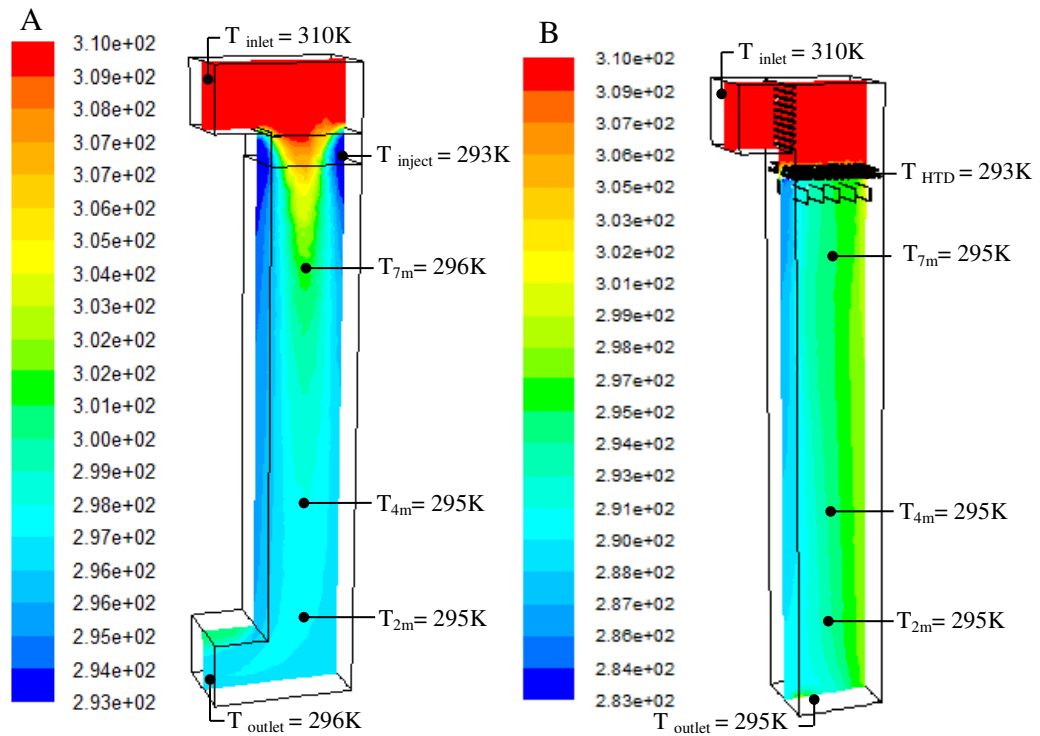 A
T inlet = 310K
3.10e+02
3.09e+02
3.08e+02
3.07e+02
3.07e+02
3.06e+02
3.05e+02
3.04e+02
3.03e+02
3.02e+02
3.02e+02
3.01e+02
3.00e+02
2.99e+02
2.98e+02
2.97e+02
2.96e+02
2.96e+02
2.95e+02
2.94e+02
2.93e+02
T inject = 293K
T7m= 296K
T4m = 295K
T2m= 295K
T outlet = 296K
B
T inlet = 310K
3.10e+02
3.09e+02
3.07e+02
3.06e+02
3.05e+02
3.03e+02
3.02e+02
3.01e+02
2.99e+02
2.98e+02
2.97e+02
2.95e+02
2.94e+02
2.93e+02
2.91e+02
2.90e+02
2.89e+02
2.87e+02
2.86e+02
2.84e+02
2.83e+02
T HTD = 293K
T7m= 295K
T4m= 295K
T2m= 295K
T outlet = 295K